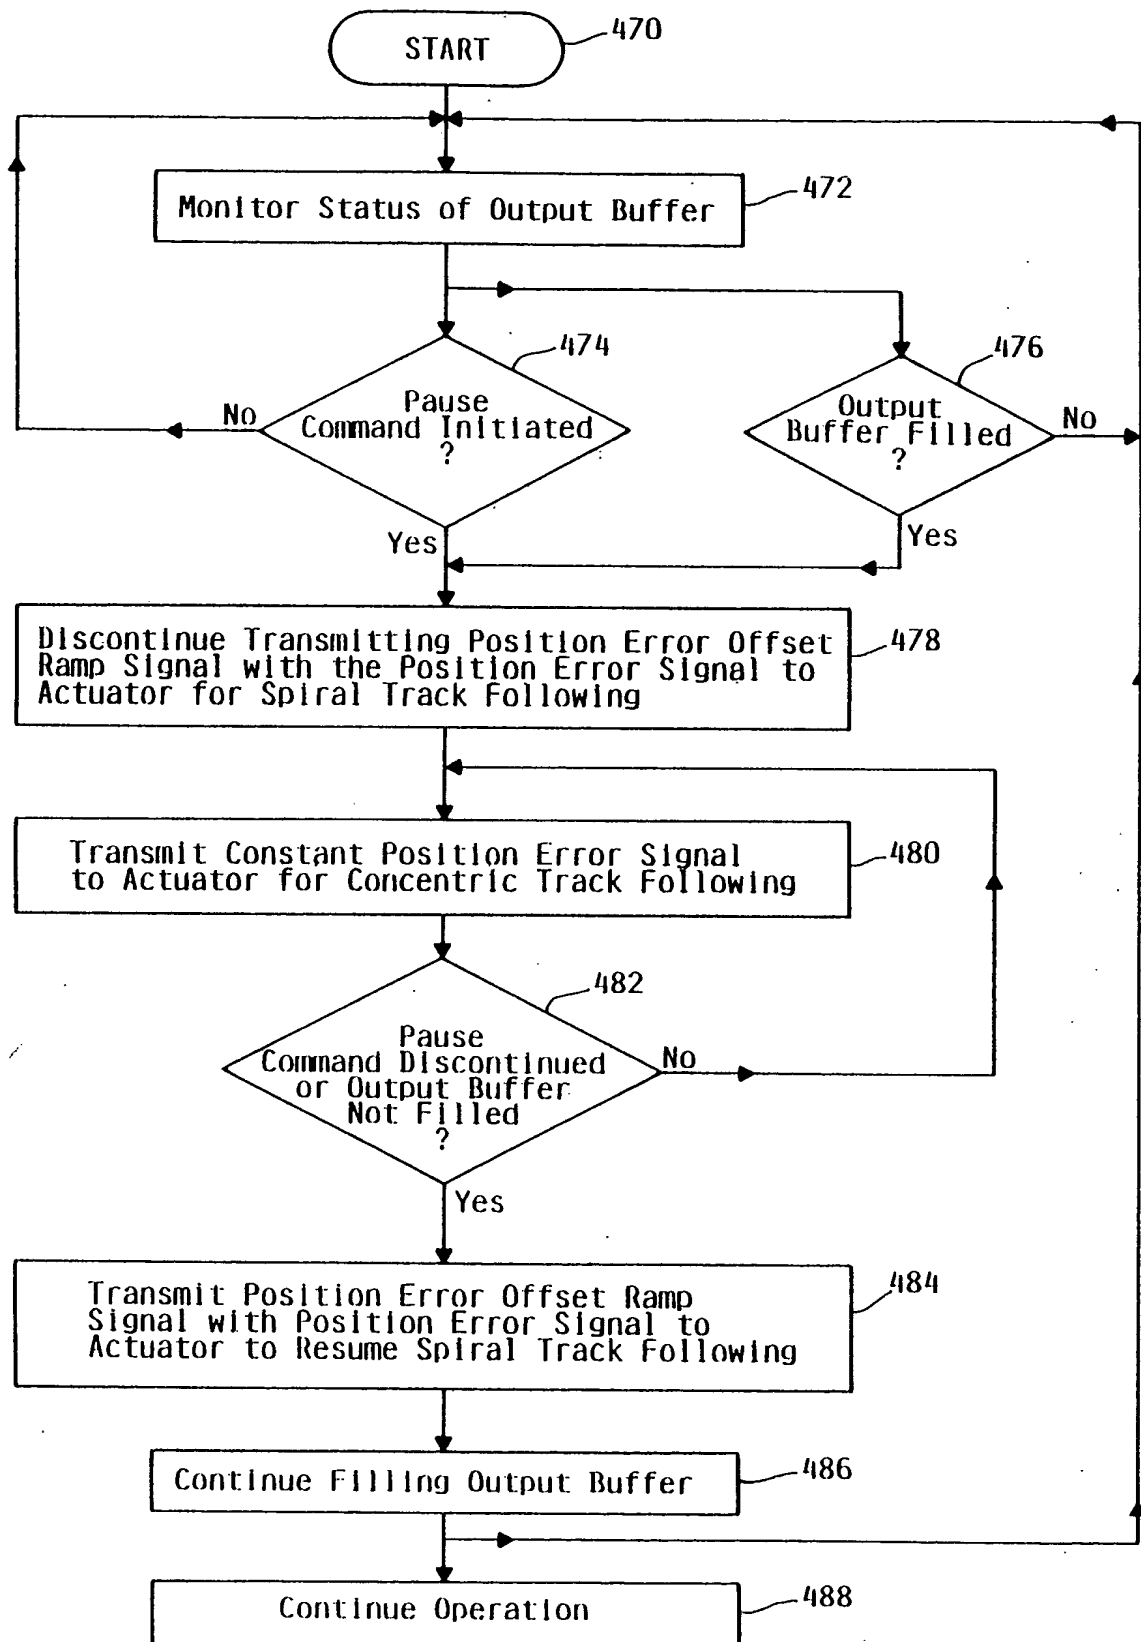 START
470
Monitor Status of Output Buffer
472
474
Pause
Command Initiated
?
No
Yes
476
Output
Buffer Filled
?
No
Yes
Discontinue Transmitting Position Error Offset
Ramp Signal with the Position Error Signal to
Actuator for Spiral Track Following
478
Transmit Constant Position Error Signal
to Actuator for Concentric Track Following
480
482
Pause
Command Discontinued
or Output Buffer
Not Filled
?
No
Yes
Transmit Position Error Offset Ramp
Signal with Position Error Signal to
Actuator to Resume Spiral Track Following
484
Continue Filling Output Buffer
486
Continue Operation
488